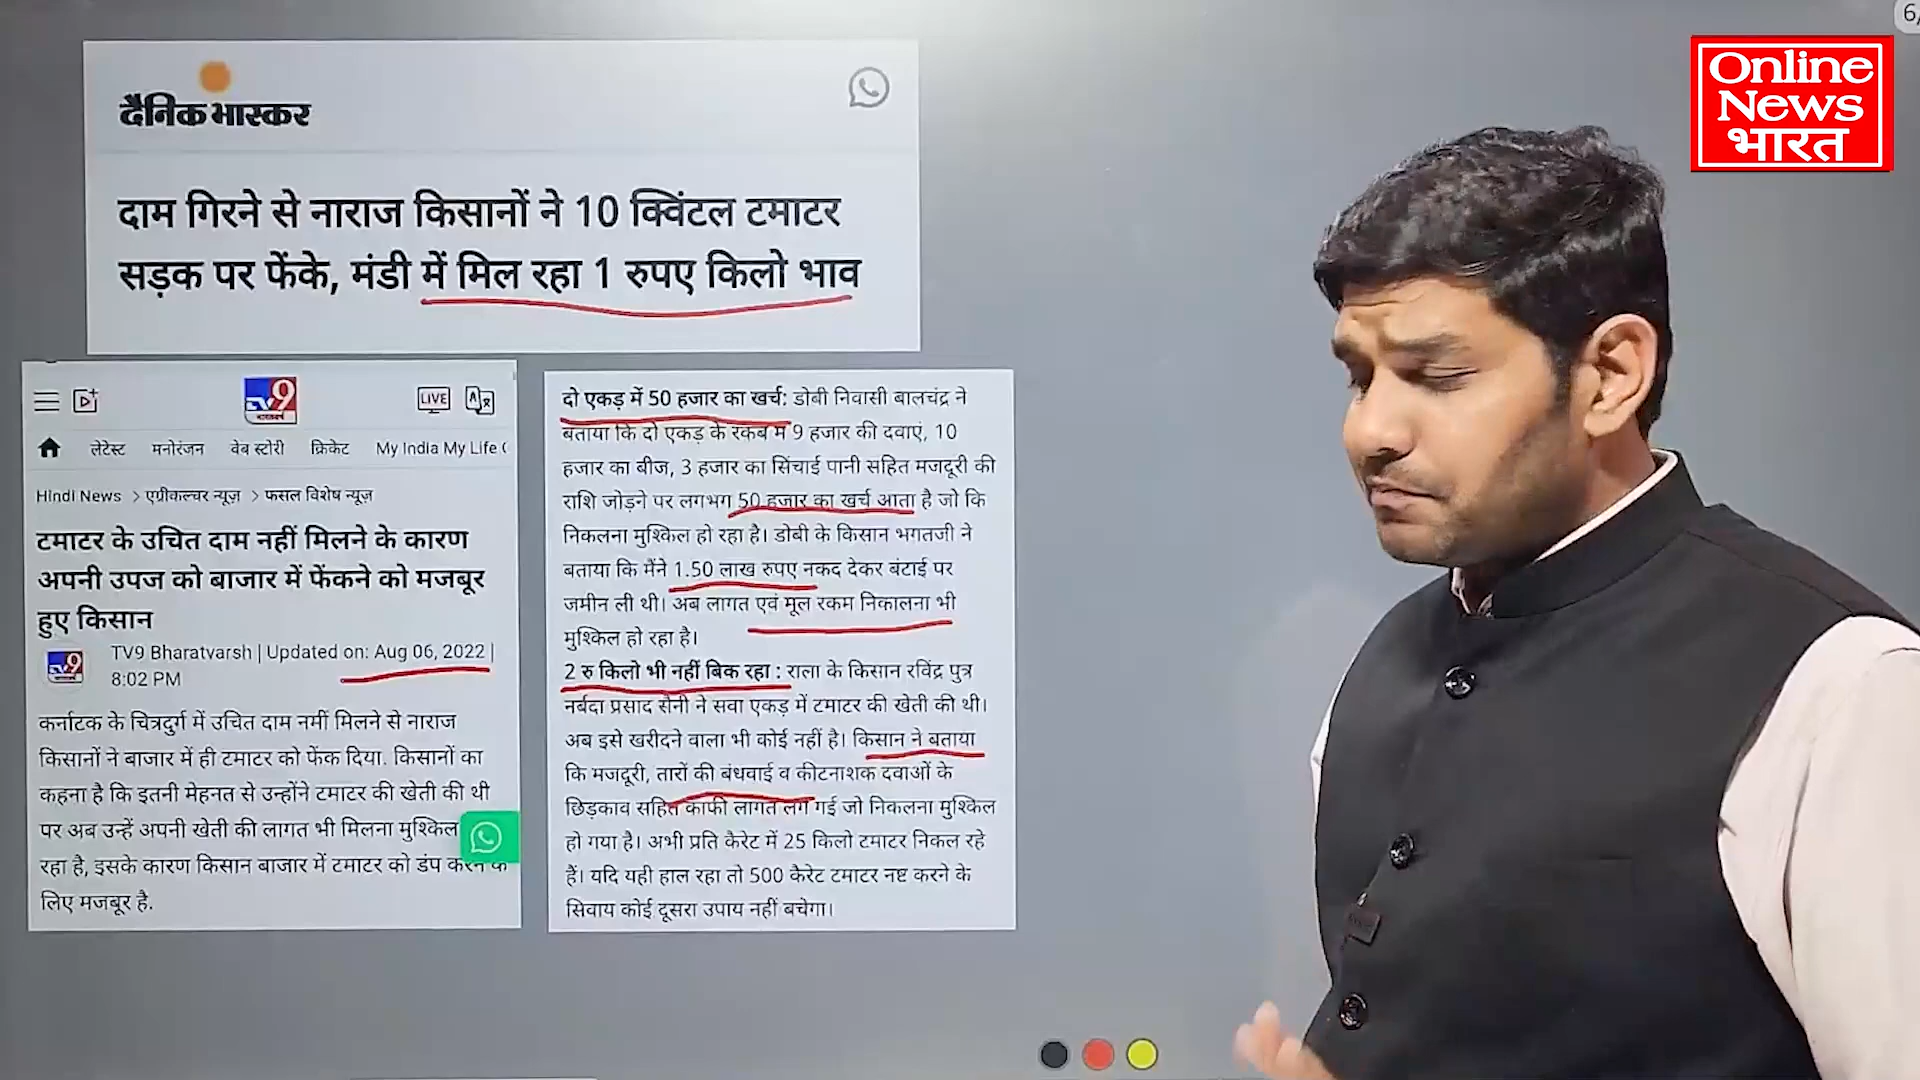 6
Online
News
भारत
दैनिक भास्कर
दाम गिरने से नाराज किसानों ने 10 क्विंटल टमाटर
सड़क पर फेंके, मंडी में मिल रहा 1 रुपए किलो भाव
TV9
भारतवर्ष
LIVE
लेटेस्ट मनोरंजन वेब स्टोरी क्रिकेट My India My Life
Hindi News > एग्रीकल्चर न्यूज़ > फसल विशेष न्यूज़
टमाटर के उचित दाम नहीं मिलने के कारण
अपनी उपज को बाजार में फेंकने को मजबूर
हुए किसान
TV9 Bharatvarsh | Updated on: Aug 06, 2022 |
8:02 PM
कर्नाटक के चित्रदुर्ग में उचित दाम नमीं मिलने से नाराज
किसानों ने बाजार में ही टमाटर को फेंक दिया. किसानों का
कहना है कि इतनी मेहनत से उन्होंने टमाटर की खेती की थी
पर अब उन्हें अपनी खेती की लागत भी मिलना मुश्किल
रहा है, इसके कारण किसान बाजार में टमाटर को डंप करने के
लिए मजबूर है.
दो एकड़ में 50 हजार का खर्च: डोबी निवासी बालचंद्र ने
बताया कि दो एकड़ के रकबे में 9 हजार की दवाएं, 10
हजार का बीज, 3 हजार का सिंचाई पानी सहित मजदूरी की
राशि जोड़ने पर लगभग 50 हजार का खर्च आता है जो कि
निकलना मुश्किल हो रहा है। डोबी के किसान भगतजी ने
बताया कि मैंने 1.50 लाख रुपए नकद देकर बंटाई पर
जमीन ली थी। अब लागत एवं मूल रकम निकालना भी
मुश्किल हो रहा है।
2 रु किलो भी नहीं बिक रहा : राला के किसान रविंद्र पुत्र
नर्बदा प्रसाद सैनी ने सवा एकड़ में टमाटर की खेती की थी।
अब इसे खरीदने वाला भी कोई नहीं है। किसान ने बताया
कि मजदूरी, तारों की बंधवाई व कीटनाशक दवाओं के
छिड़काव सहित काफी लागत लग गई जो निकलना मुश्किल
हो गया है। अभी प्रति कैरेट में 25 किलो टमाटर निकल रहे
हैं। यदि यही हाल रहा तो 500 कैरेट टमाटर नष्ट करने के
सिवाय कोई दूसरा उपाय नहीं बचेगा।